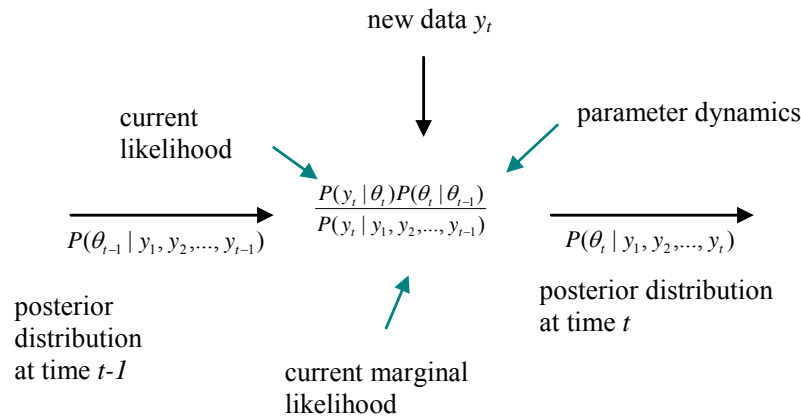 new data y_t
current
likelihood
parameter dynamics
P(y_t | θ_t)P(θ_t | θ_{t−1})
P(y_t | y_1, y_2,..., y_{t−1})
P(θ_{t−1} | y_1, y_2,..., y_{t−1})
P(θ_t | y_1, y_2,..., y_t)
posterior
distribution
at time t-1
posterior distribution
at time t
current marginal
likelihood